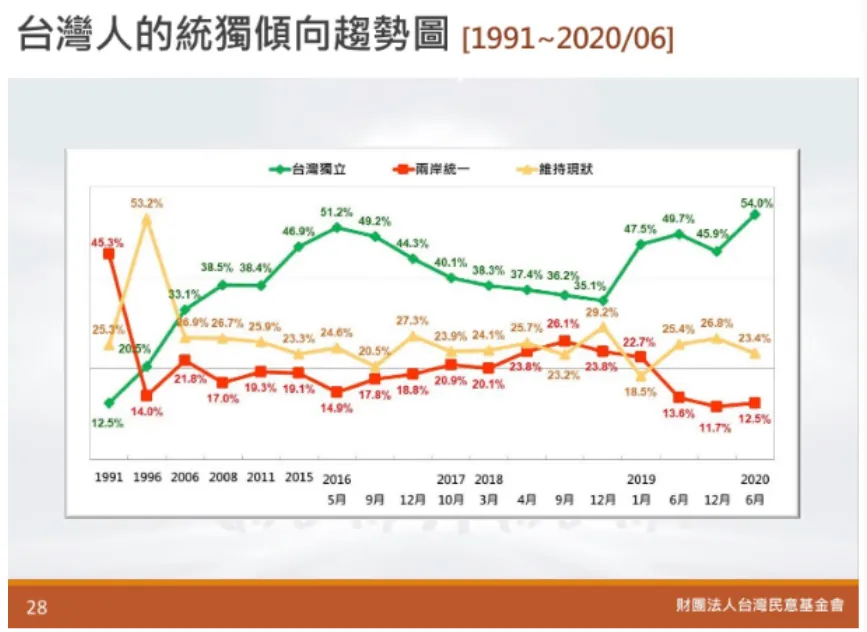 台灣人的統獨傾向趨勢圖 [1991~2020/06]
台灣獨立 兩岸統一 維持現狀
53.2%
51.2% 49.2% 49.7% 54.0%
45.3% 46.9% 44.3% 47.5% 45.9%
33.1% 38.5% 38.4% 40.1% 38.3% 37.4% 36.2% 35.1%
25.3% 26.9% 26.7% 25.9% 23.3% 24.6% 20.5% 27.3% 23.9% 24.1% 25.7% 26.1% 29.2% 22.7% 25.4% 26.8% 23.4%
20.5%
12.5% 14.0% 21.8% 17.0% 19.3% 19.1% 14.9% 17.8% 18.8% 20.9% 20.1% 23.8% 23.2% 23.8% 18.5% 13.6% 11.7% 12.5%
1991 1996 2006 2008 2011 2015 2016 2017 2018 2019 2020
5月 9月 12月 10月 3月 4月 9月 12月 1月 6月 12月 6月
28 財團法人台灣民意基金會